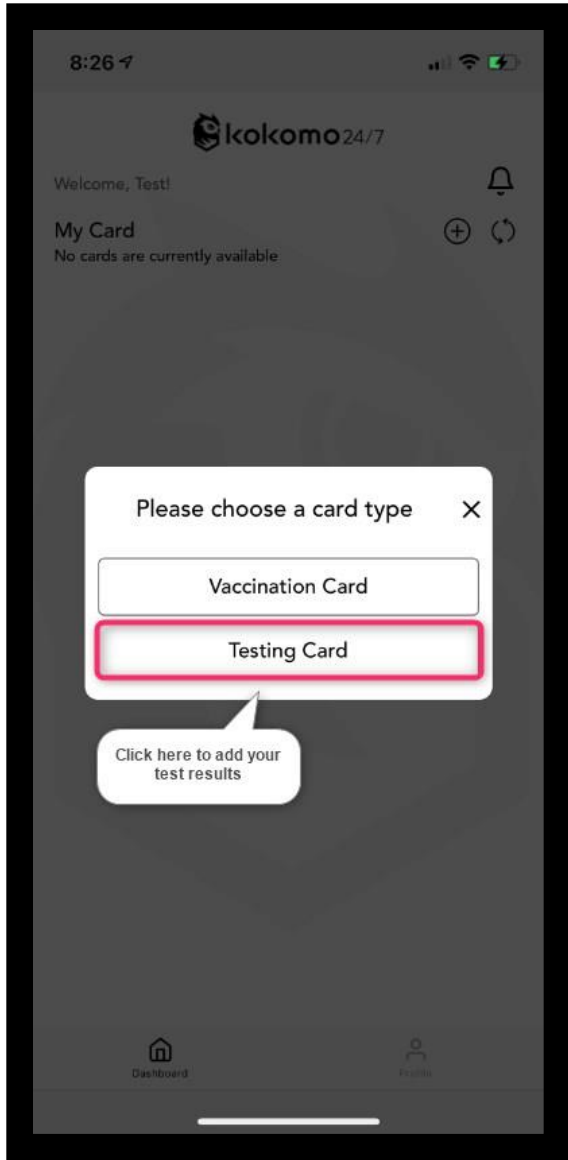 8:26
kokomo24/7
Welcome, Test!
My Card
No cards are currently available
Please choose a card type
Vaccination Card
Testing Card
Click here to add your
test results
Dashboard
Profile